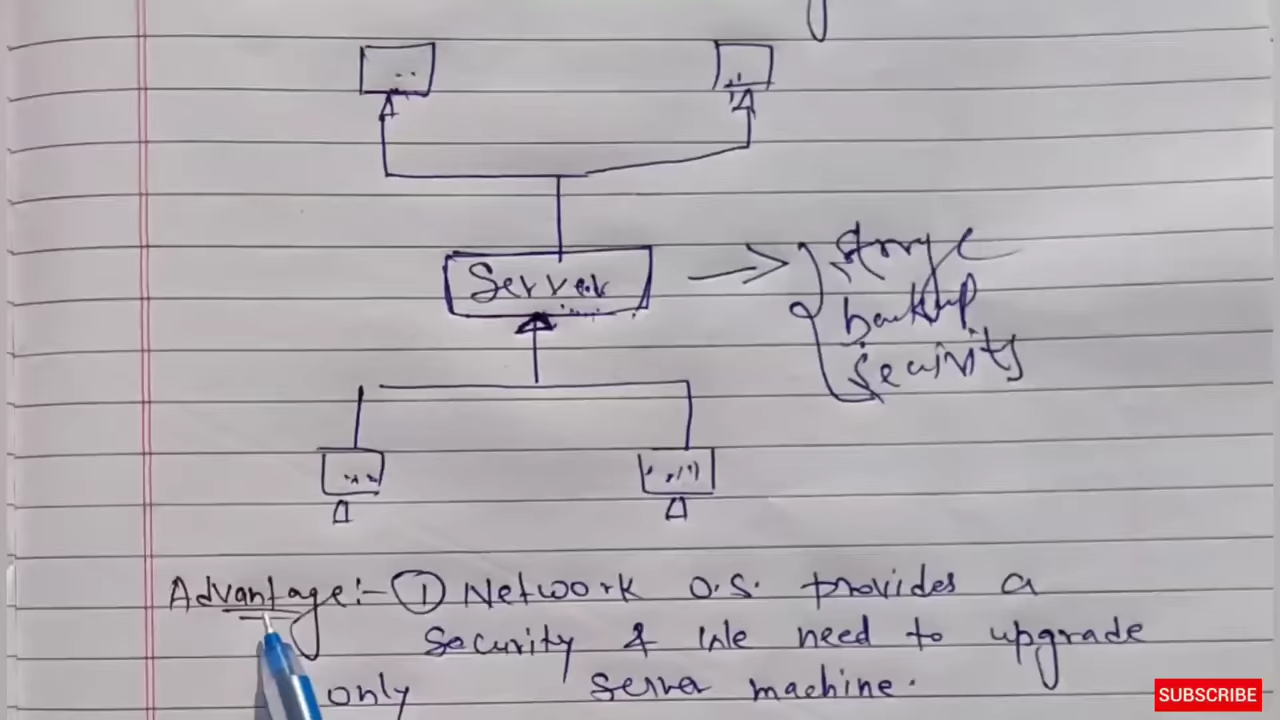 Server
storage
backup
security
Advantage:- ① Network O.S. provides a
security & We need to upgrade
only server machine.
SUBSCRIBE